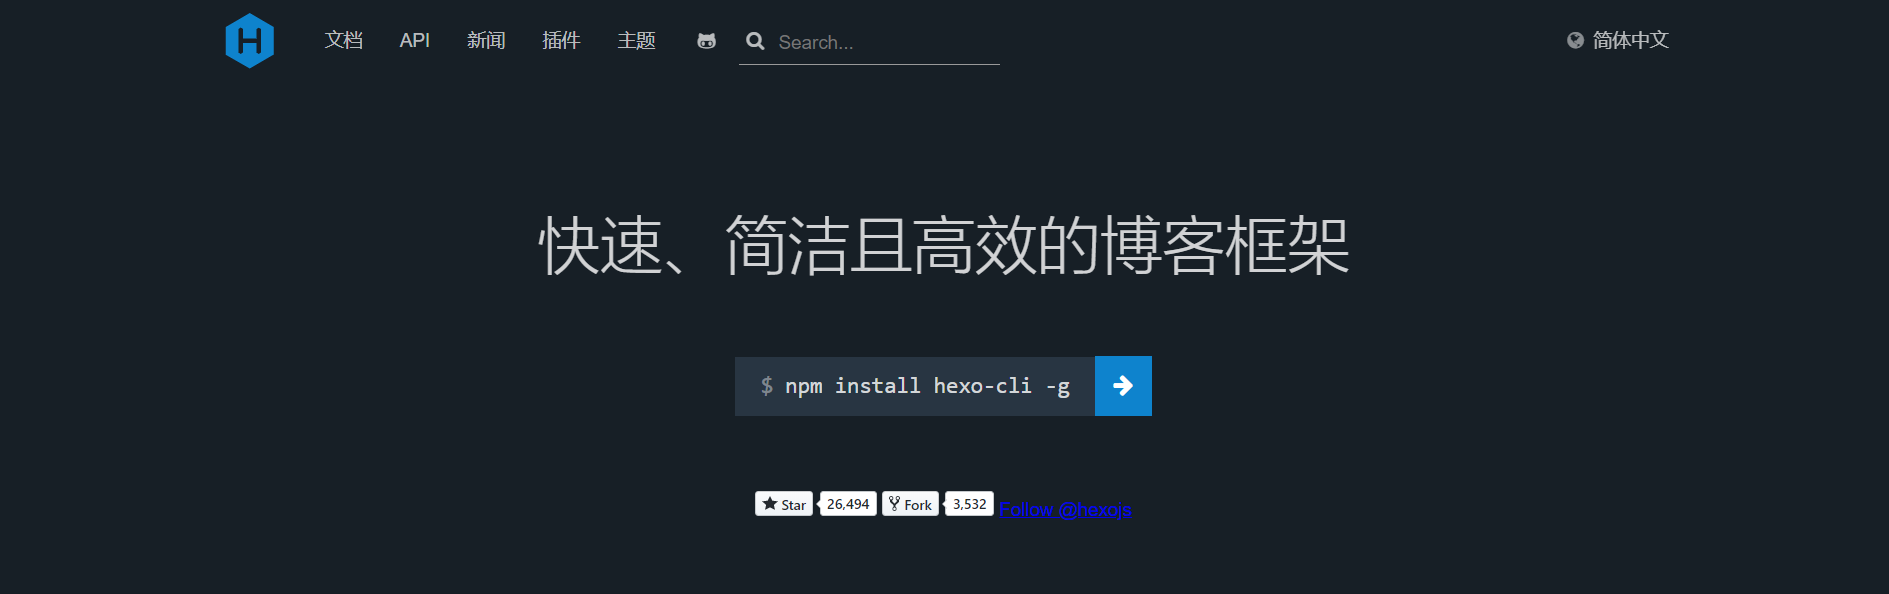 文档 API 新闻 插件 主题 Search... 简体中文
快速、简洁且高效的博客框架
$ npm install hexo-cli -g
Star 26,494 Fork 3,532 Follow @hexojs